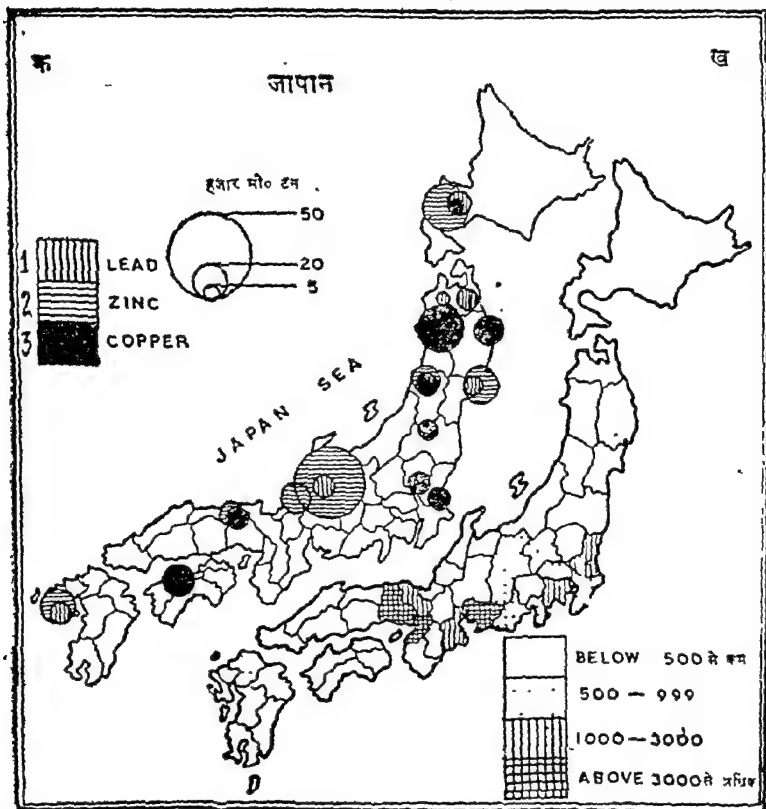 क
ख
जापान
हजार मी० टन
50
20
5
1 LEAD
2 ZINC
3 COPPER
JAPAN SEA
BELOW 500 से कम
500 - 999
1000 - 3000
ABOVE 3000 से अधिक